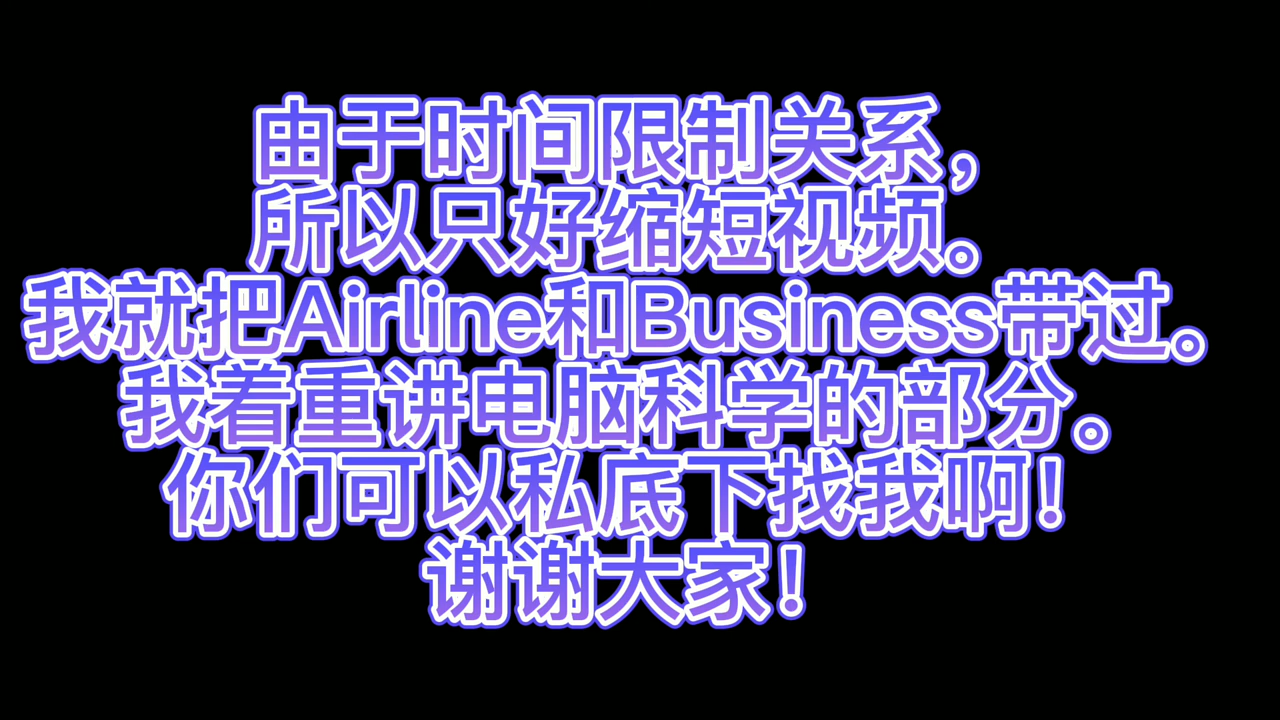 由于时间限制关系，
所以只好缩短视频。
我就把Airline和Business带过。
我着重讲电脑科学的部分。
你们可以私底下找我啊！
谢谢大家！